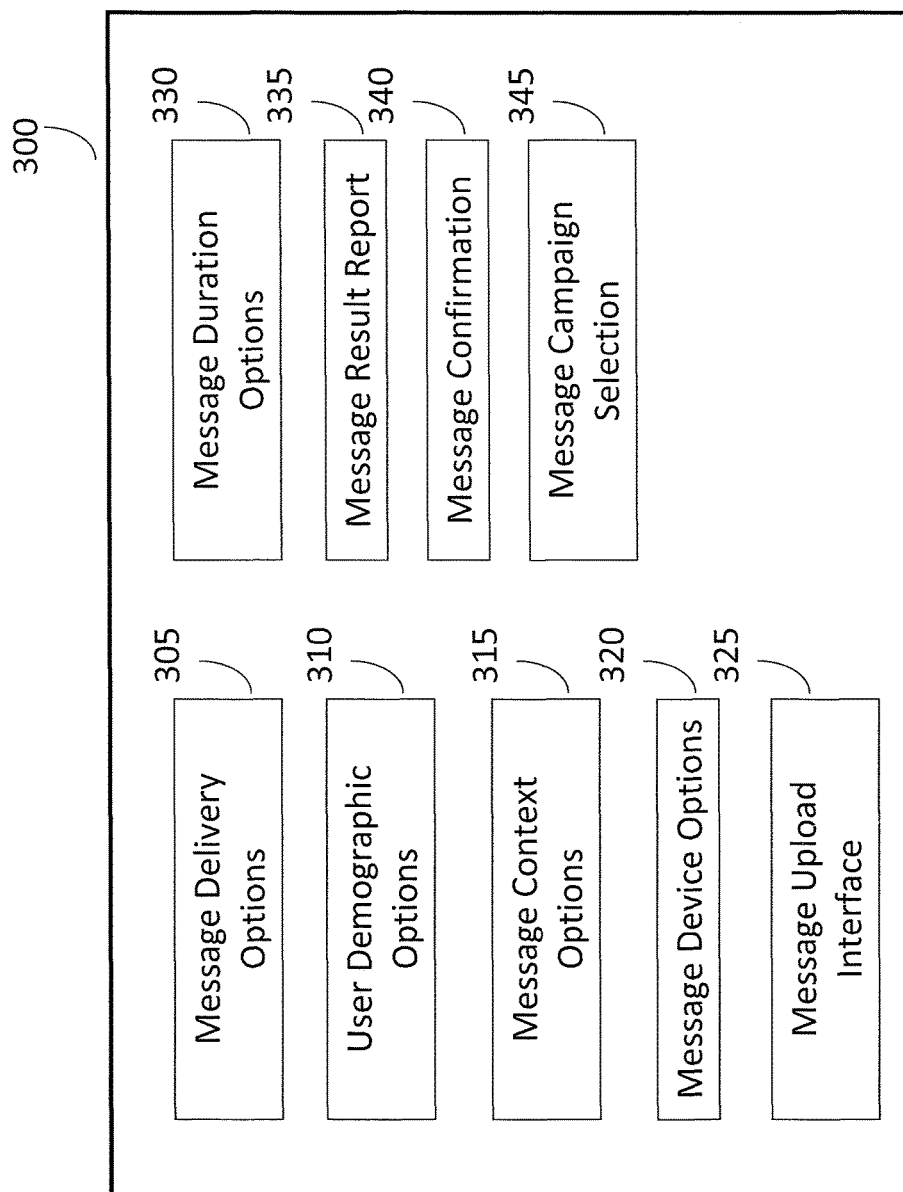 300
305
Message Delivery
Options
310
User Demographic
Options
315
Message Context
Options
320
Message Device Options
325
Message Upload
Interface
330
Message Duration
Options
335
Message Result Report
340
Message Confirmation
345
Message Campaign
Selection